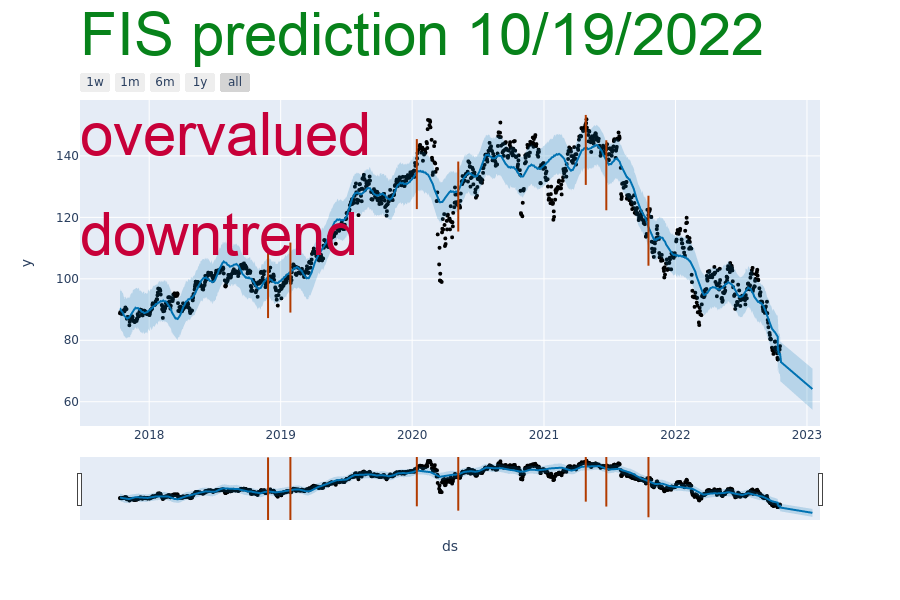 FIS prediction 10/19/2022
1w 1m 6m 1y all
overvalued
140
downtrend
120
100
80
60
y
2018 2019 2020 2021 2022 2023
ds